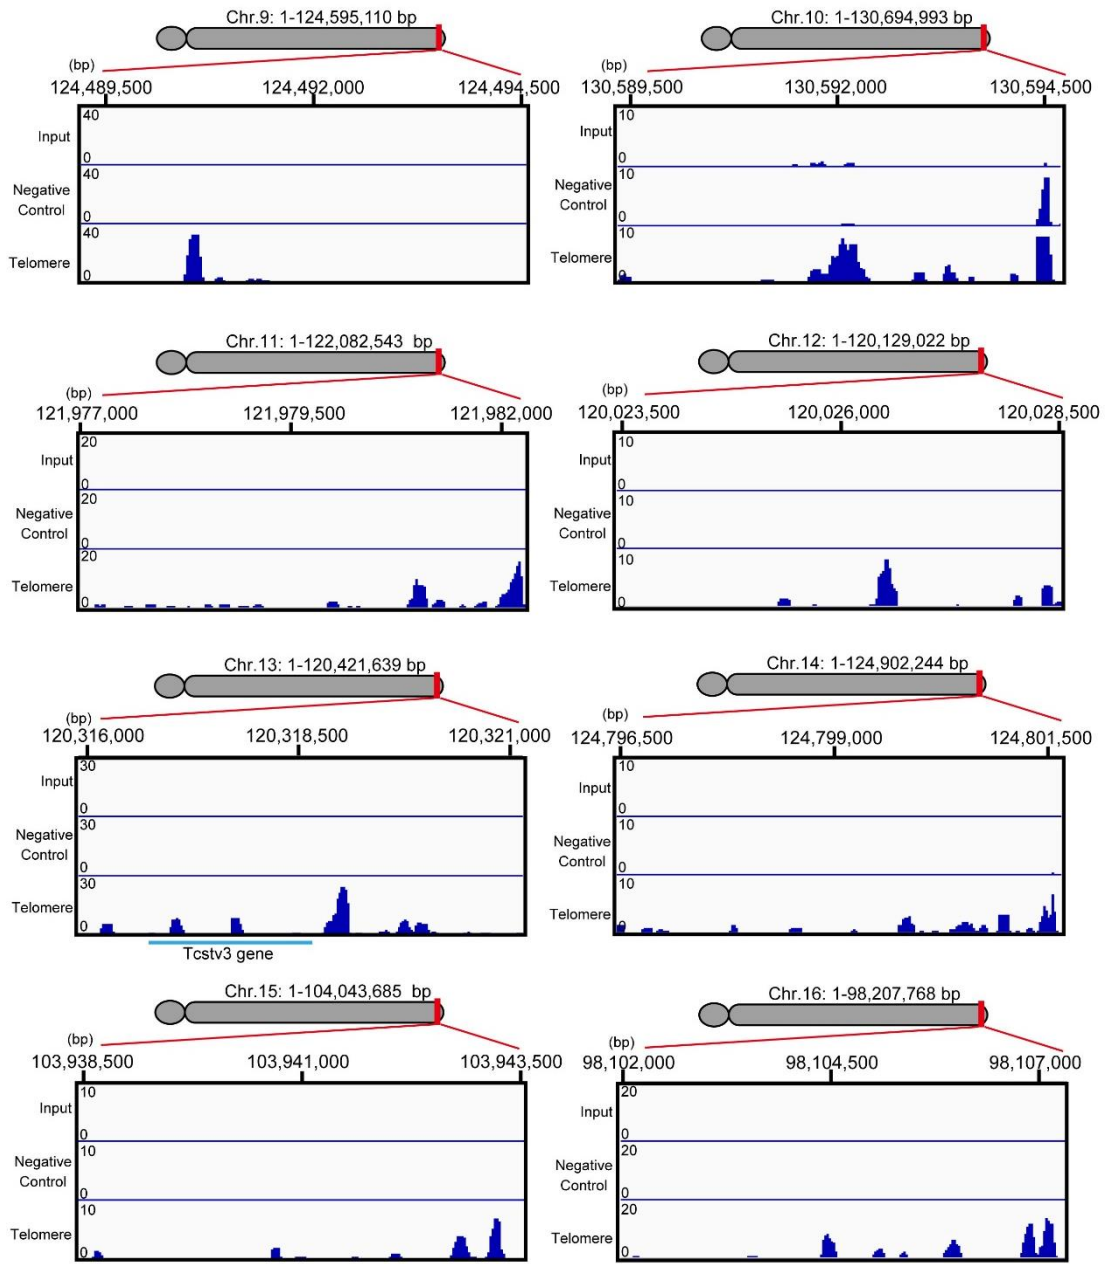 Chr.9: 1-124,595,110 bp
(bp)
124,489,500 124,492,000 124,494,500
Input 40 0
Negative Control 40 0
Telomere 40 0
Chr.10: 1-130,694,993 bp
(bp)
130,589,500 130,592,000 130,594,500
Input 10 0
Negative Control 10 0
Telomere 10 0
Chr.11: 1-122,082,543 bp
(bp)
121,977,000 121,979,500 121,982,000
Input 20 0
Negative Control 20 0
Telomere 20 0
Chr.12: 1-120,129,022 bp
(bp)
120,023,500 120,026,000 120,028,500
Input 10 0
Negative Control 10 0
Telomere 10 0
Chr.13: 1-120,421,639 bp
(bp)
120,316,000 120,318,500 120,321,000
Input 30 0
Negative Control 30 0
Telomere 30 0
Tcstv3 gene
Chr.14: 1-124,902,244 bp
(bp)
124,796,500 124,799,000 124,801,500
Input 10 0
Negative Control 10 0
Telomere 10 0
Chr.15: 1-104,043,685 bp
(bp)
103,938,500 103,941,000 103,943,500
Input 10 0
Negative Control 10 0
Telomere 10 0
Chr.16: 1-98,207,768 bp
(bp)
98,102,000 98,104,500 98,107,000
Input 20 0
Negative Control 20 0
Telomere 20 0